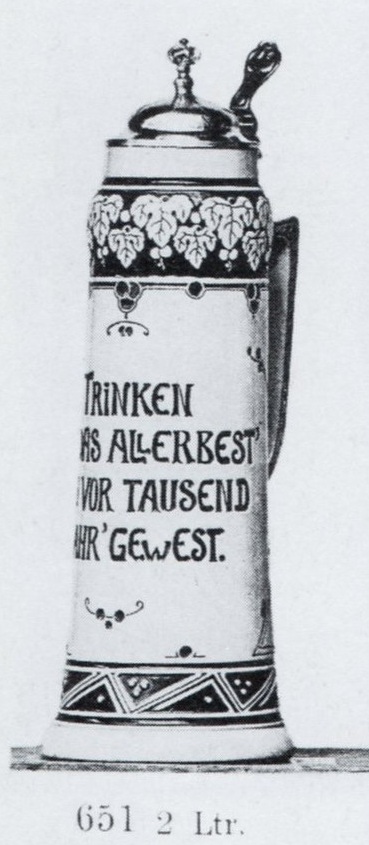 TRINKEN
AS ALLERBEST'
VOR TAUSEND
AHR' GEWEST.
651 2 Ltr.